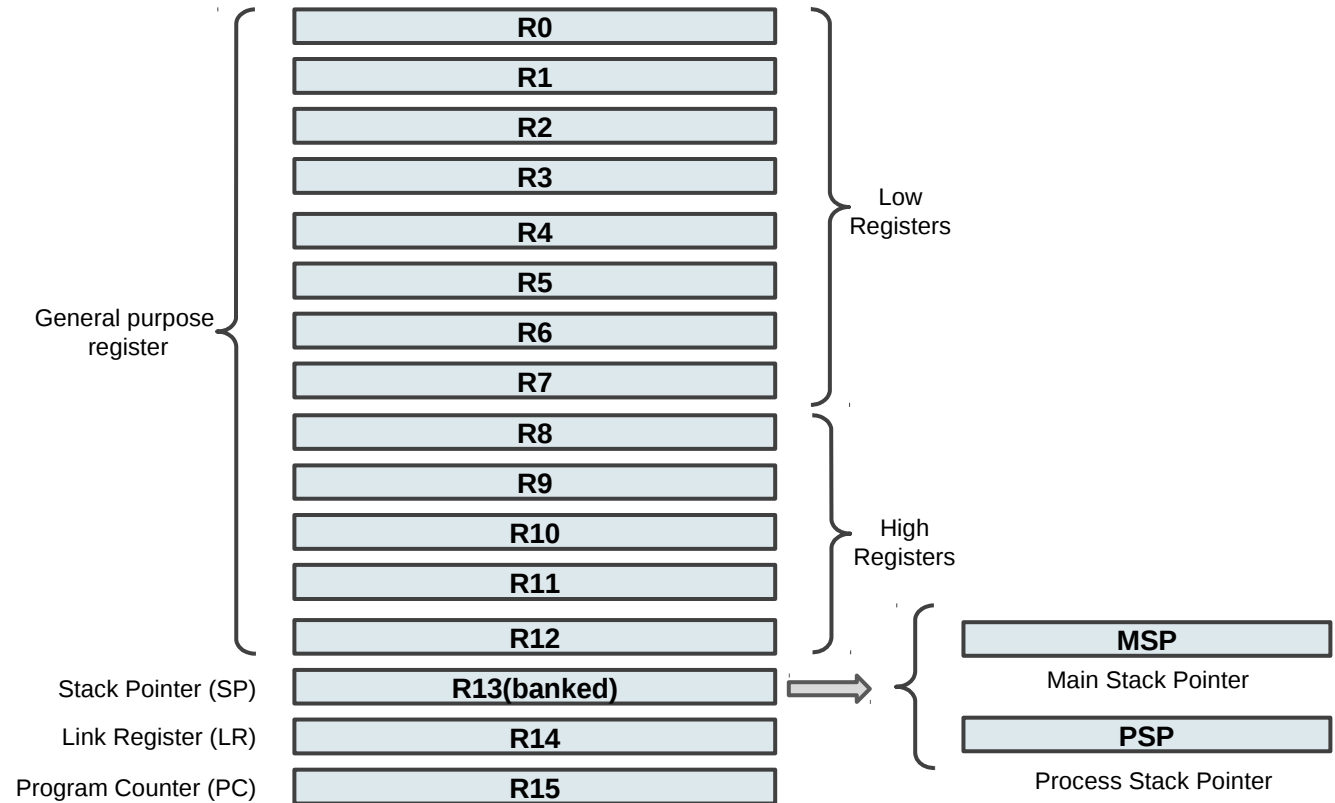 R0
R1
R2
R3
R4
R5
R6
R7
R8
R9
R10
R11
R12
R13(banked)
R14
R15
General purpose
register
Stack Pointer (SP)
Link Register (LR)
Program Counter (PC)
Low
Registers
High
Registers
MSP
Main Stack Pointer
PSP
Process Stack Pointer